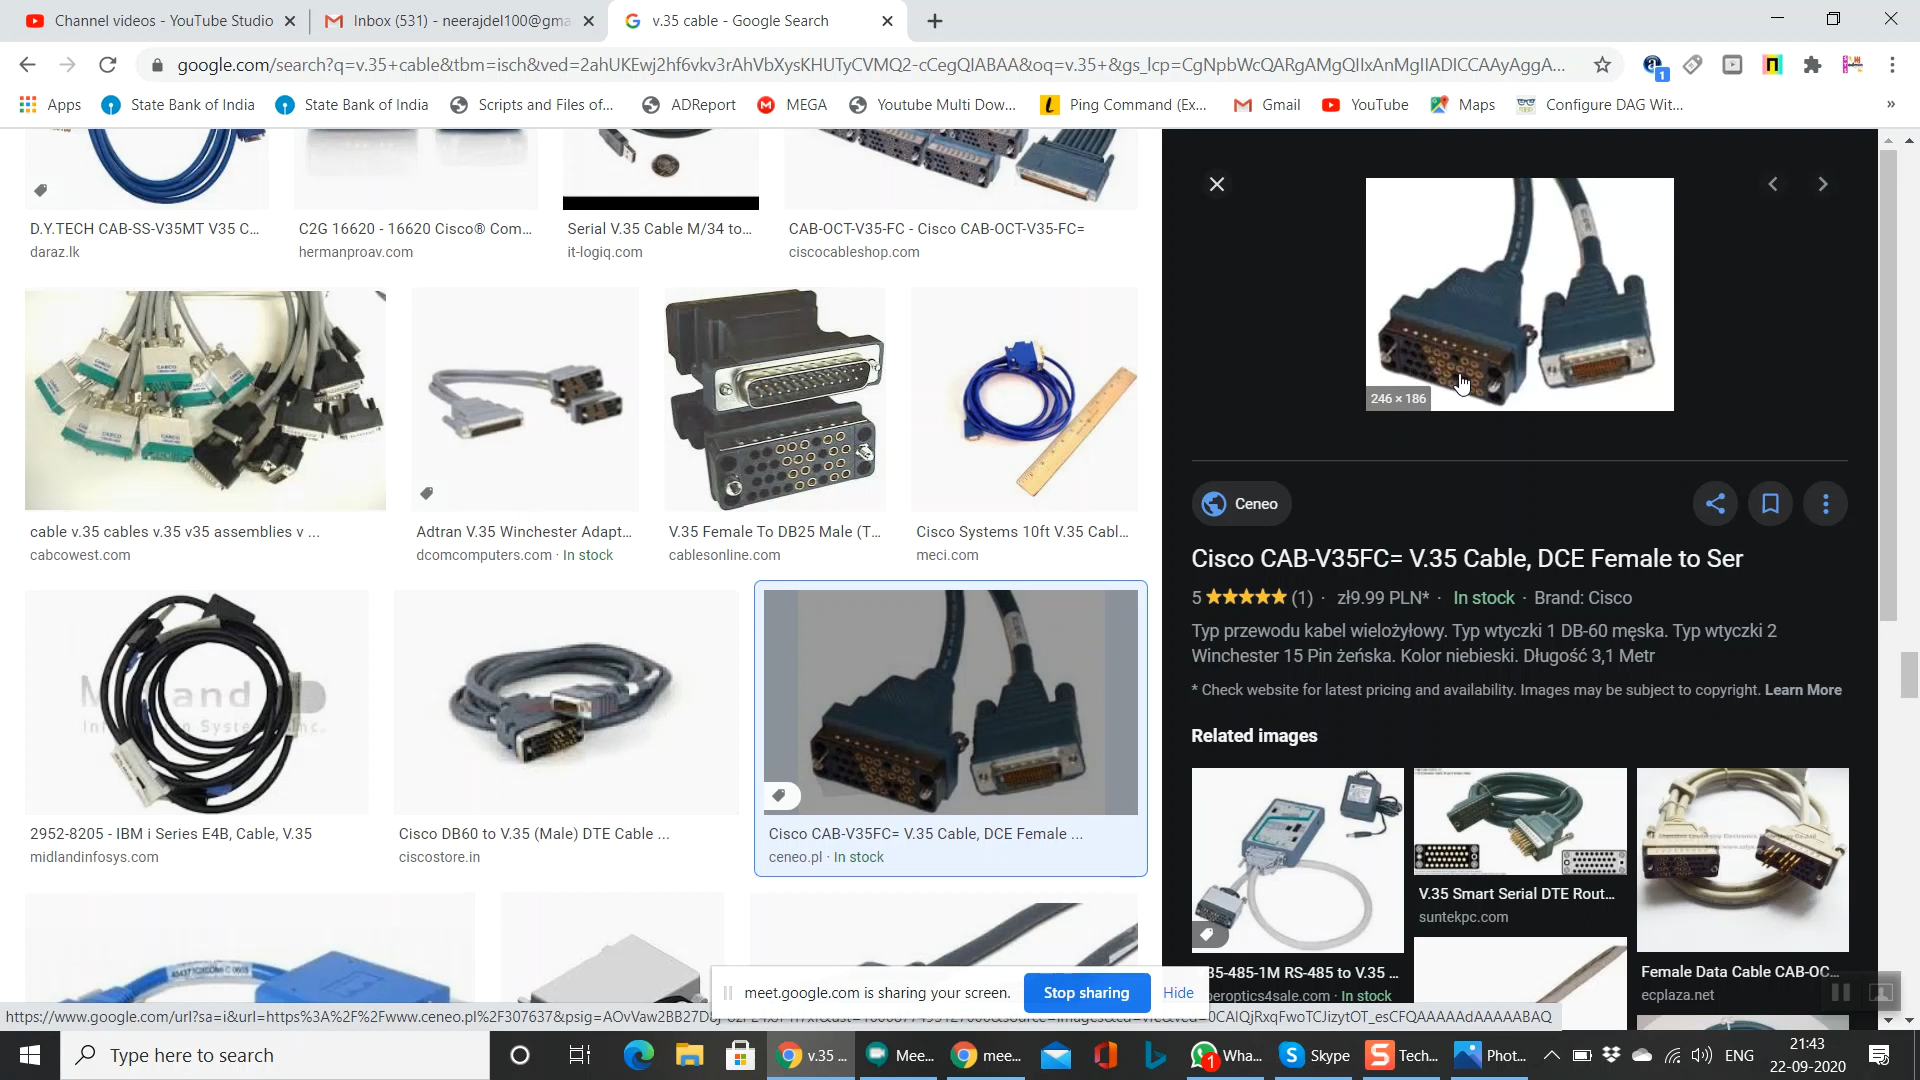 Channel videos - YouTube Studio
Inbox (531) - neerajdel100@gma
v.35 cable - Google Search
google.com/search?q=v.35+cable&tbm=isch&ved=2ahUKEwj2hf6vkv3rAhVbXysKHUTyCVMQ2-cCegQIABAA&oq=v.35+&gs_lcp=CgNpbWcQARgAMgQIIxAnMgIIADICCAAyAggA...
1
Apps
State Bank of India
State Bank of India
Scripts and Files of...
ADReport
MEGA
Youtube Multi Dow...
Ping Command (Ex...
Gmail
YouTube
Maps
Configure DAG Wit...
»
D.Y.TECH CAB-SS-V35MT V35 C...
daraz.lk
C2G 16620 - 16620 Cisco® Com...
hermanproav.com
Serial V.35 Cable M/34 to...
it-logiq.com
CAB-OCT-V35-FC - Cisco CAB-OCT-V35-FC=
ciscocableshop.com
cable v.35 cables v.35 v35 assemblies v ...
cabcowest.com
Adtran V.35 Winchester Adapt...
dcomcomputers.com · In stock
V.35 Female To DB25 Male (T...
cablesonline.com
Cisco Systems 10ft V.35 Cabl...
meci.com
2952-8205 - IBM i Series E4B, Cable, V.35
midlandinfosys.com
Cisco DB60 to V.35 (Male) DTE Cable ...
ciscostore.in
Cisco CAB-V35FC= V.35 Cable, DCE Female ...
ceneo.pl · In stock
246 × 186
Ceneo
Cisco CAB-V35FC= V.35 Cable, DCE Female to Ser
5 ★★★★★ (1) · zł9.99 PLN* · In stock · Brand: Cisco
Typ przewodu kabel wielożyłowy. Typ wtyczki 1 DB-60 męska. Typ wtyczki 2
Winchester 15 Pin żeńska. Kolor niebieski. Długość 3,1 Metr
* Check website for latest pricing and availability. Images may be subject to copyright. Learn More
Related images
V.35 Smart Serial DTE Rout...
suntekpc.com
35-485-1M RS-485 to V.35 ...
peroptics4sale.com · In stock
Female Data Cable CAB-OC...
ecplaza.net
meet.google.com is sharing your screen.
Stop sharing
Hide
Type here to search
v.35 ...
Mee...
mee...
1
Wha...
Skype
Tech...
Phot...
ENG
21:43
22-09-2020